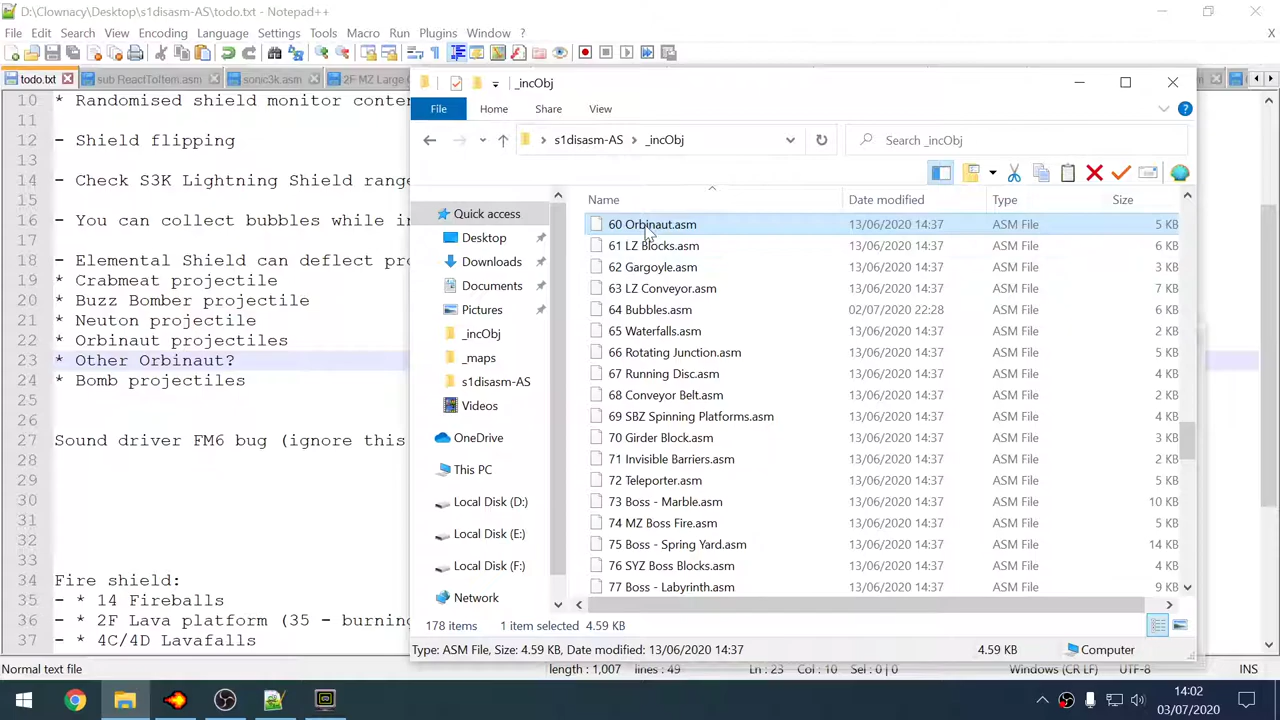 D:\Clownacy\Desktop\s1disasm-AS\todo.txt - Notepad++
File Edit Search View Encoding Language Settings Tools Macro Run Plugins Window ? X
todo.txt sub ReactToItem.asm sonic3k.asm 2F MZ Large
10 * Randomised shield monitor conte
11
12 - Shield flipping
13
14 - Check S3K Lightning Shield rang
15
16 - You can collect bubbles while i
17
18 - Elemental Shield can deflect pr
19 * Crabmeat projectile
20 * Buzz Bomber projectile
21 * Neuton projectile
22 * Orbinaut projectiles
23 * Other Orbinaut?
24 * Bomb projectiles
25
26
27 Sound driver FM6 bug (ignore this
28
29
30
31
32
33
34 Fire shield:
35 - * 14 Fireballs
36 - * 2F Lava platform (35 - burnin
37 - * 4C/4D Lavafalls
Normal text file length : 1,007 lines : 49 Ln : 23 Col : 10 Sel : 0 | 0 Windows (CR LF) UTF-8 INS
_incObj
File Home Share View
s1disasm-AS _incObj Search _incObj
Name Date modified Type Size
Quick access
Desktop
Downloads
Documents
Pictures
_incObj
_maps
s1disasm-AS
Videos
OneDrive
This PC
Local Disk (D:)
Local Disk (E:)
Local Disk (F:)
Network
60 Orbinaut.asm 13/06/2020 14:37 ASM File 5 KB
61 LZ Blocks.asm 13/06/2020 14:37 ASM File 6 KB
62 Gargoyle.asm 13/06/2020 14:37 ASM File 3 KB
63 LZ Conveyor.asm 13/06/2020 14:37 ASM File 7 KB
64 Bubbles.asm 02/07/2020 22:28 ASM File 6 KB
65 Waterfalls.asm 13/06/2020 14:37 ASM File 5 KB
66 Rotating Junction.asm 13/06/2020 14:37 ASM File 5 KB
67 Running Disc.asm 13/06/2020 14:37 ASM File 4 KB
68 Conveyor Belt.asm 13/06/2020 14:37 ASM File 4 KB
69 SBZ Spinning Platforms.asm 13/06/2020 14:37 ASM File 4 KB
70 Girder Block.asm 13/06/2020 14:37 ASM File 3 KB
71 Invisible Barriers.asm 13/06/2020 14:37 ASM File 2 KB
72 Teleporter.asm 13/06/2020 14:37 ASM File 5 KB
73 Boss - Marble.asm 13/06/2020 14:37 ASM File 10 KB
74 MZ Boss Fire.asm 13/06/2020 14:37 ASM File 5 KB
75 Boss - Spring Yard.asm 13/06/2020 14:37 ASM File 14 KB
76 SYZ Boss Blocks.asm 13/06/2020 14:37 ASM File 4 KB
77 Boss - Labyrinth.asm 13/06/2020 14:37 ASM File 9 KB
178 items 1 item selected 4.59 KB
Type: ASM File, Size: 4.59 KB, Date modified: 13/06/2020 14:37 4.59 KB Computer
14:02
03/07/2020